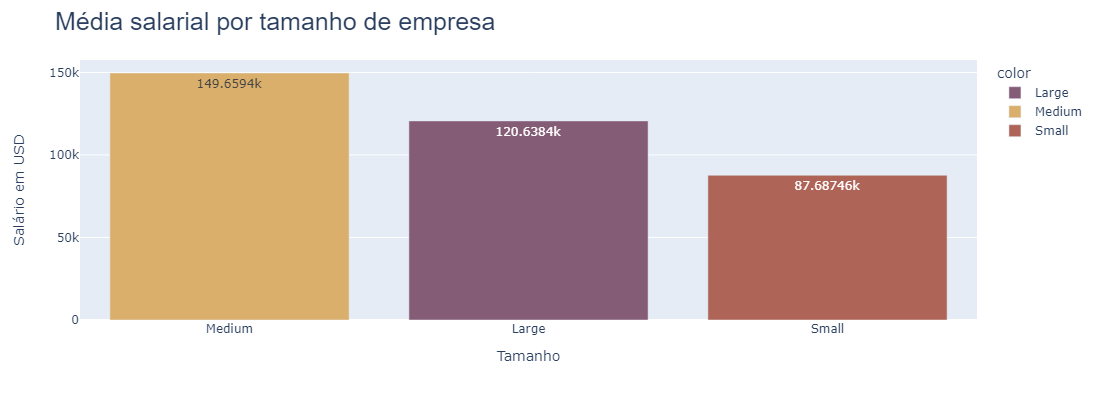 Média salarial por tamanho de empresa
Salário em USD
150k
100k
50k
0
149.6594k
120.6384k
87.68746k
Medium
Large
Small
Tamanho
color
Large
Medium
Small